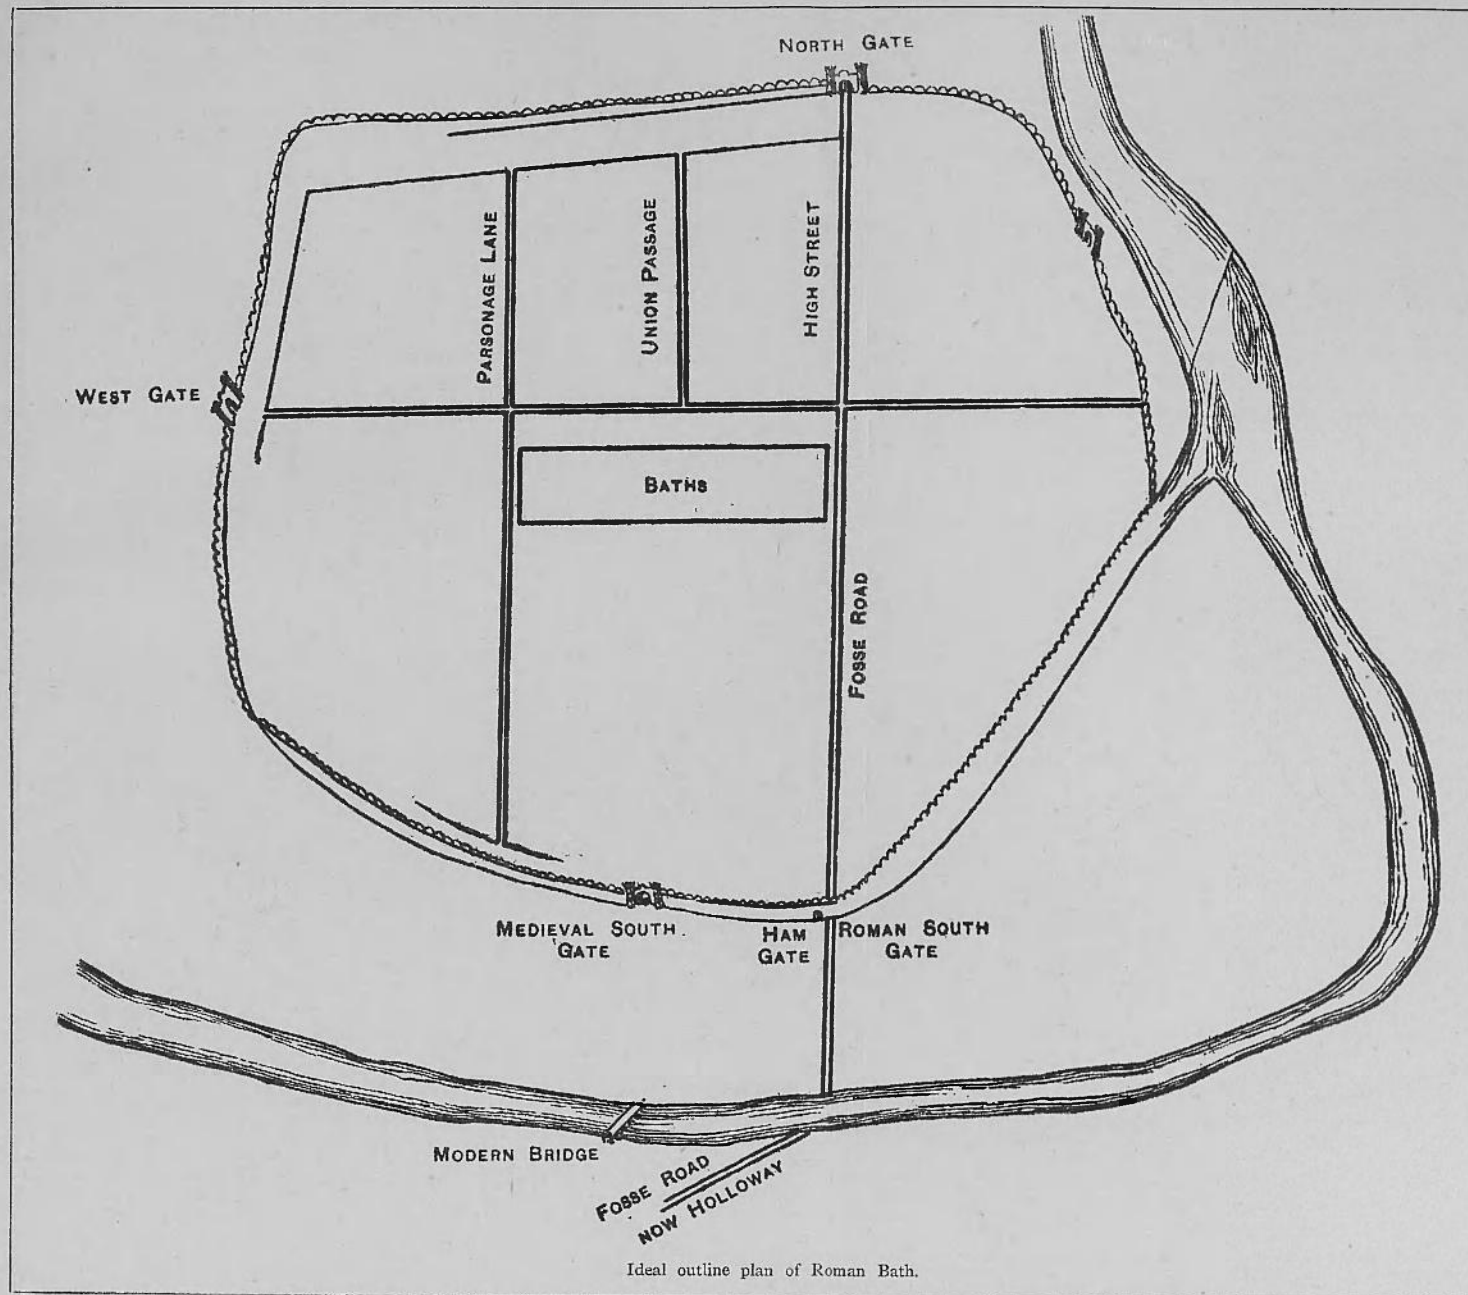 NORTH GATE
PARSONAGE LANE
UNION PASSAGE
HIGH STREET
WEST GATE
BATHS
FOSSE ROAD
MEDIEVAL SOUTH
GATE
HAM
GATE
ROMAN SOUTH
GATE
MODERN BRIDGE
FOSSE ROAD
NOW HOLLOWAY
Ideal outline plan of Roman Bath.